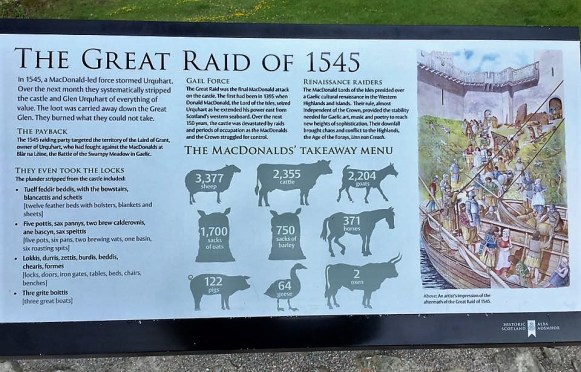 THE GREAT RAID OF 1545
In 1545, a MacDonald-led force stormed Urquhart.
Over the next month they systematically stripped
the castle and Glen Urquhart of everything of
value. The loot was carried away down the Great
Glen. They burned what they could not take.
THE PAYBACK
The 1545 raiding party targeted the territory of the Laird of Grant,
owner of Urquhart, who had fought against the MacDonalds at
Blàr na Lèine, the Battle of the Swampy Meadow in Gaelic.
THEY EVEN TOOK THE LOCKS
The plunder stripped from the castle included:
• Tuelf feddir beddis, with the bowstairs,
blancattis and schetis
[twelve feather beds with bolsters, blankets and
sheets]
• Five pottis, sax pannys, two brew calderownis,
ane bascyn, sax speittis
[five pots, six pans, two brewing vats, one basin,
six roasting spits]
• Lokkis, durris, zettis, burdis, beddis,
chearis, formes
[locks, doors, iron gates, tables, beds, chairs,
benches]
• Thre grite boittis
[three great boats]
GAEL FORCE
The Great Raid was the final MacDonald attack
on the castle. The first had been in 1395 when
Donald MacDonald, the Lord of the Isles, seized
Urquhart as he extended his power east from
Scotland's western seaboard. Over the next
150 years, the castle was devastated by raids
and periods of occupation as the MacDonalds
and the Crown struggled for control.
RENAISSANCE RAIDERS
The MacDonald Lords of the Isles presided over
a Gaelic cultural renaissance in the Western
Highlands and Islands. Their rule, almost
independent of the Crown, provided the stability
needed for Gaelic art, music and poetry to reach
new heights of sophistication. Their downfall
brought chaos and conflict to the Highlands,
the Age of the Forays, Linn nan Creach.
THE MACDONALDS' TAKEAWAY MENU
3,377
sheep
2,355
cattle
2,204
goats
1,700
sacks
of oats
750
sacks of
barley
371
horses
122
pigs
64
geese
2
oxen
Above: An artist's impression of the
aftermath of the Great Raid of 1545.
HISTORIC
SCOTLAND
ALBA
AOSMHOR